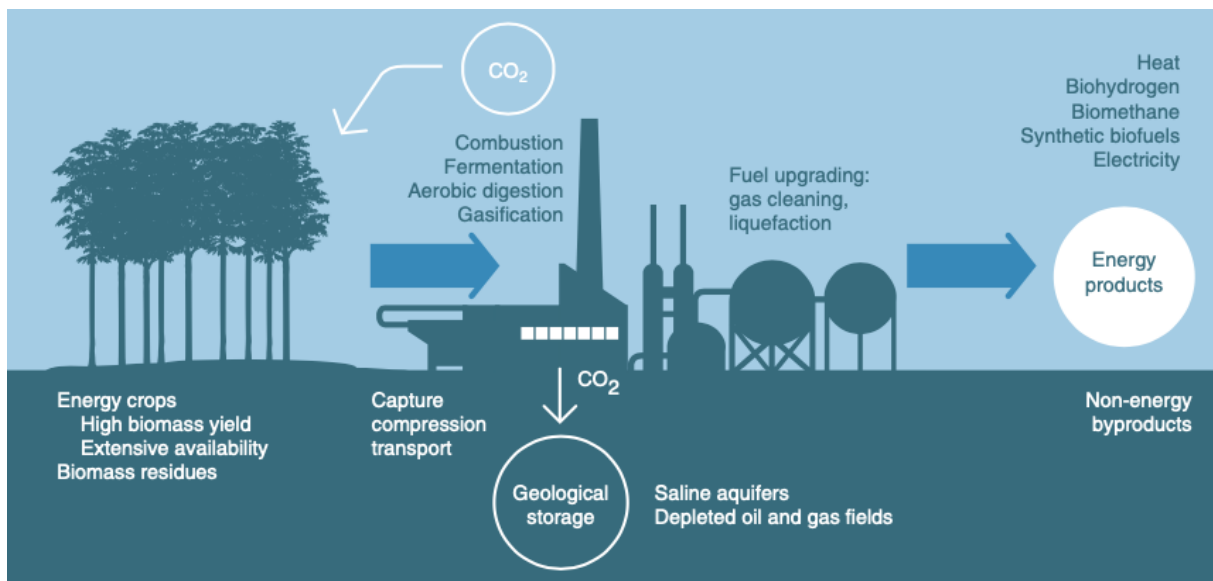 CO₂
Combustion
Fermentation
Aerobic digestion
Gasification
Fuel upgrading:
gas cleaning,
liquefaction
Heat
Biohydrogen
Biomethane
Synthetic biofuels
Electricity
Energy
products
Energy crops
High biomass yield
Extensive availability
Biomass residues
Capture
compression
transport
CO₂
Geological
storage
Saline aquifers
Depleted oil and gas fields
Non-energy
byproducts